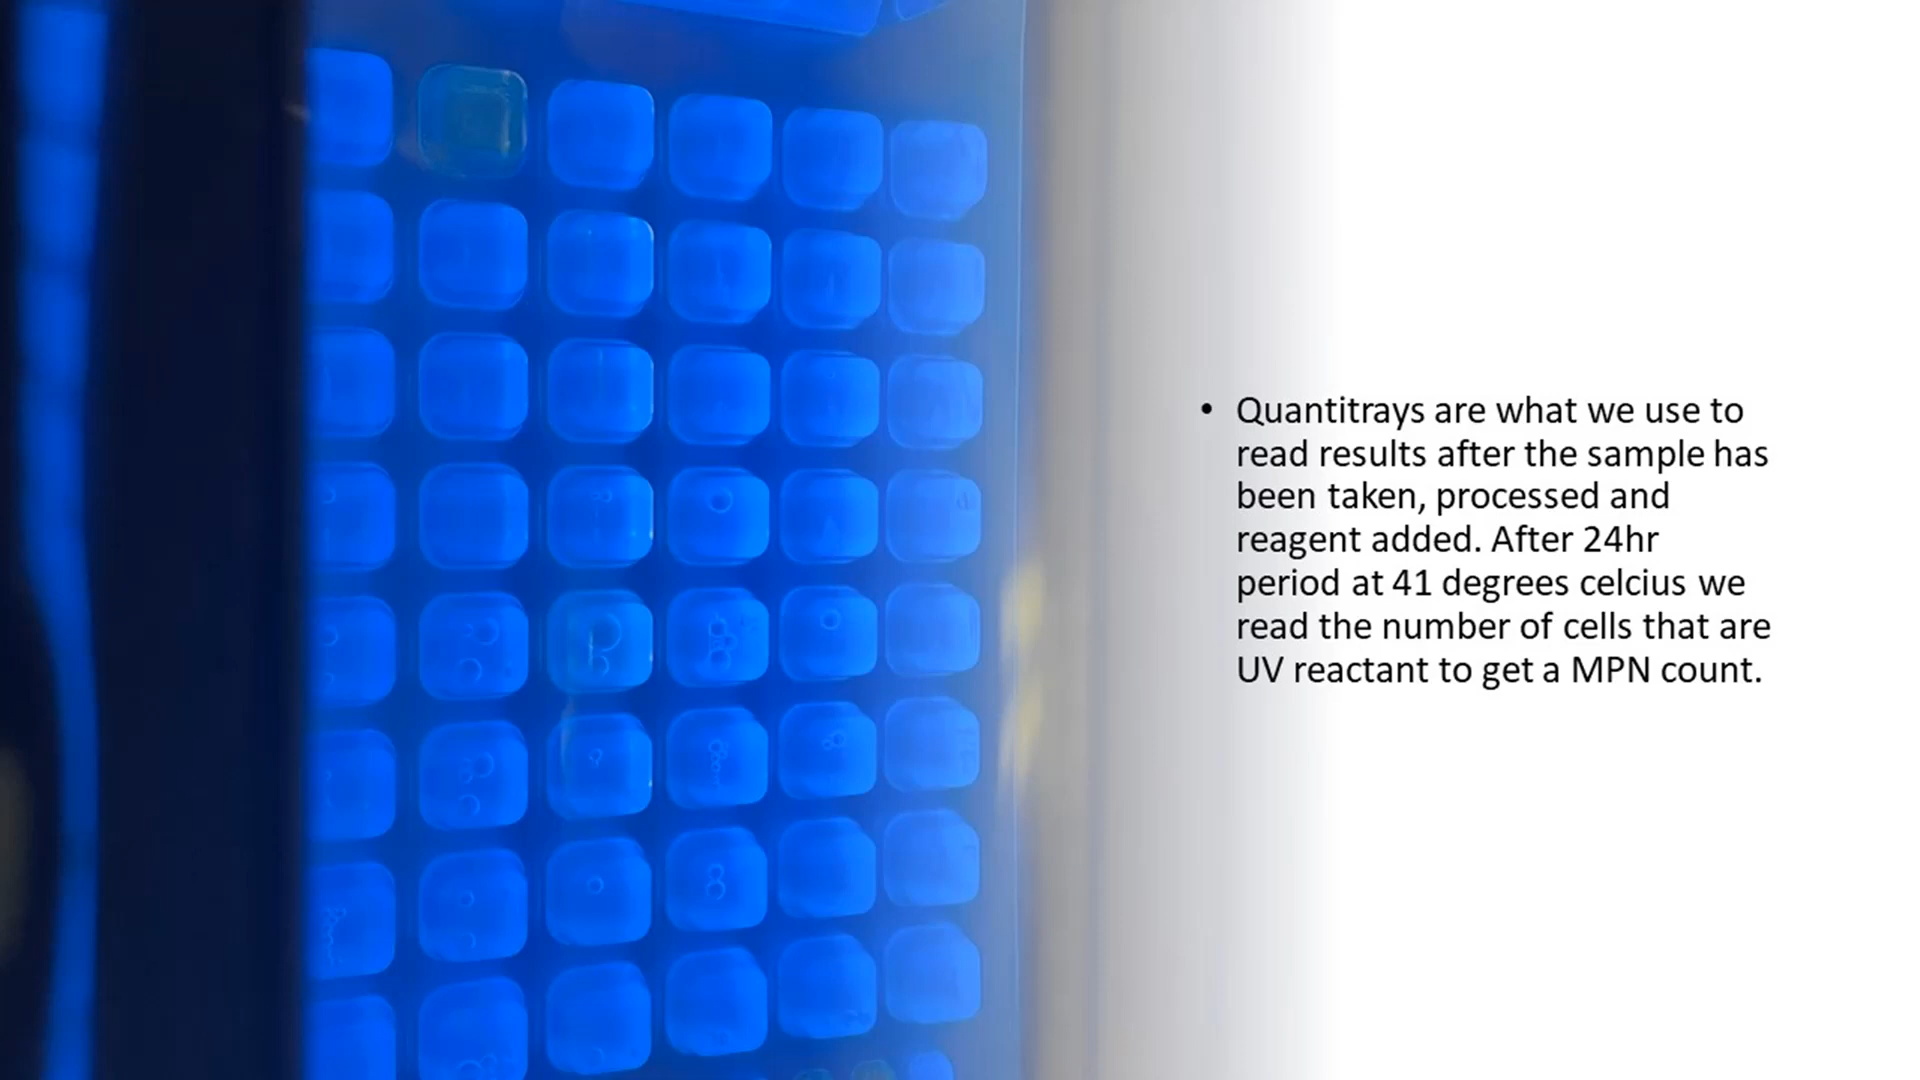 • Quantitrays are what we use to
read results after the sample has
been taken, processed and
reagent added. After 24hr
period at 41 degrees celcius we
read the number of cells that are
UV reactant to get a MPN count.